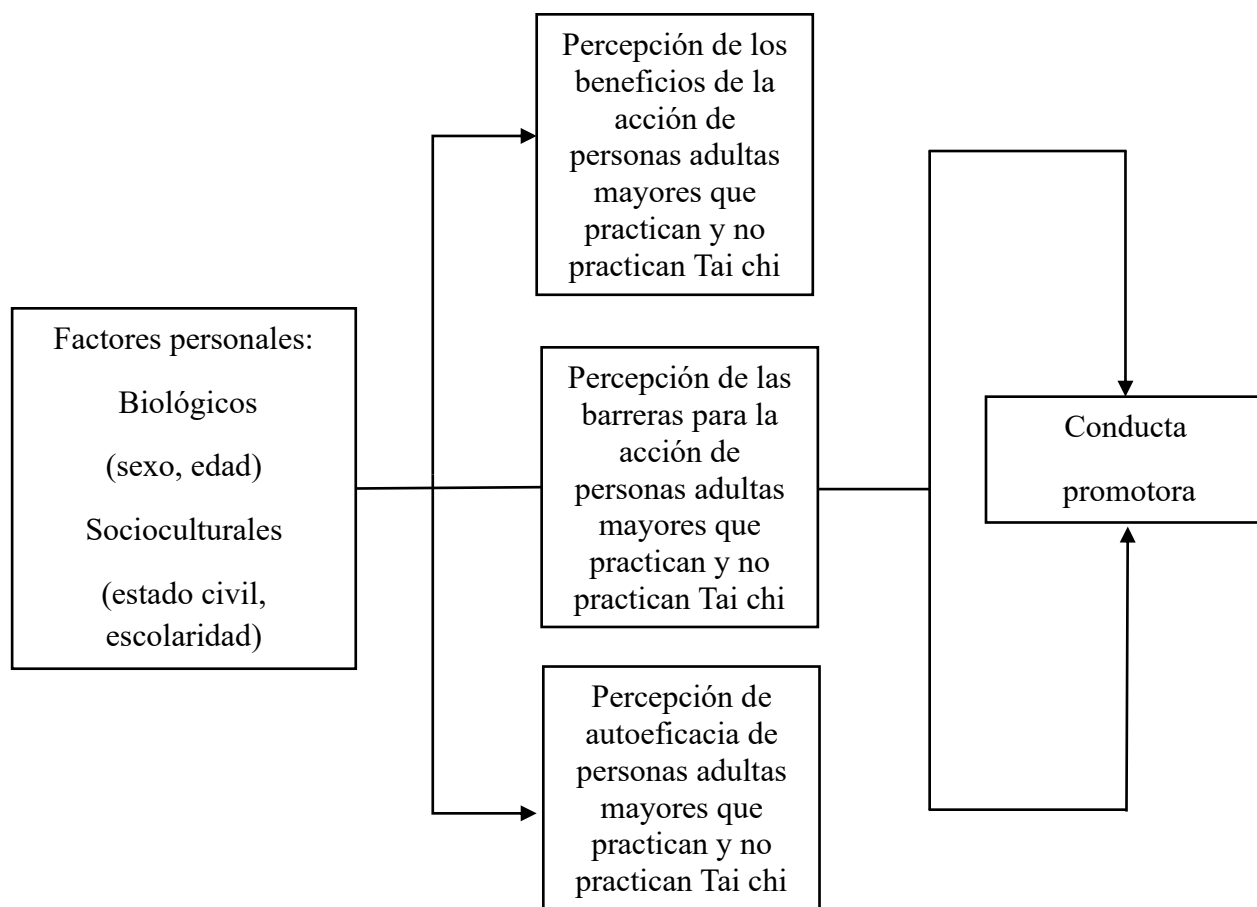 Factores personales:
Biológicos
(sexo, edad)
Socioculturales
(estado civil,
escolaridad)
Percepción de los
beneficios de la
acción de
personas adultas
mayores que
practican y no
practican Tai chi
Percepción de las
barreras para la
acción de
personas adultas
mayores que
practican y no
practican Tai chi
Percepción de
autoeficacia de
personas adultas
mayores que
practican y no
practican Tai chi
Conducta
promotora